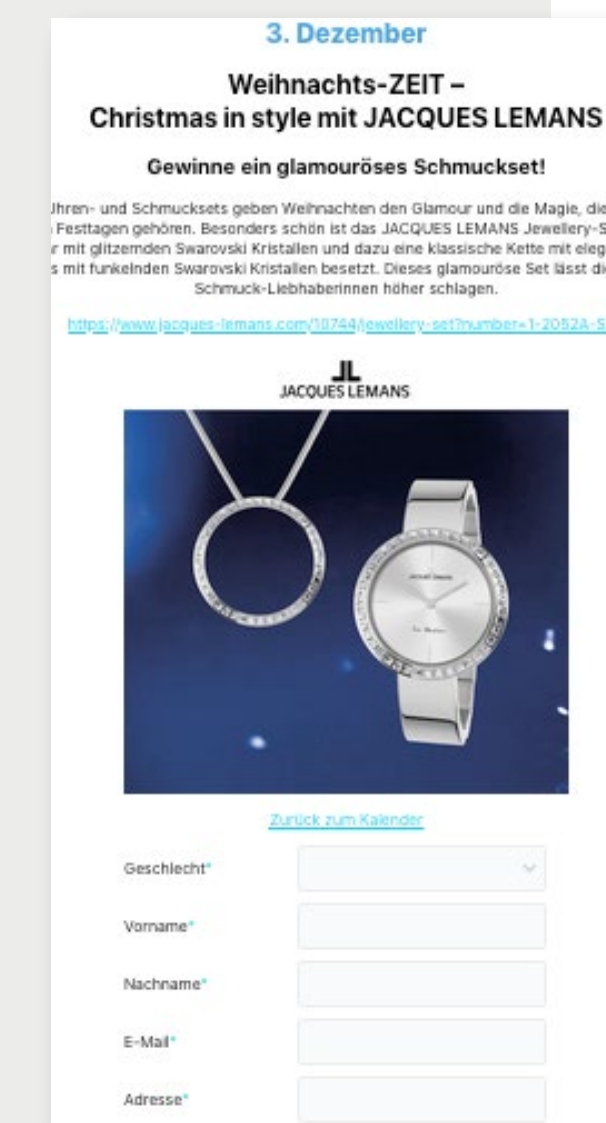 3. Dezember
Weihnachts-ZEIT –
Christmas in style mit JACQUES LEMANS
Gewinne ein glamouröses Schmuckset!
Uhren- und Schmucksets geben Weihnachten den Glamour und die Magie, die
Festtagen gehören. Besonders schön ist das JACQUES LEMANS Jewellery-S
r mit glitzernden Swarovski Kristallen und dazu eine klassische Kette mit eleg
s mit funkelnden Swarovski Kristallen besetzt. Dieses glamouröse Set lässt die
Schmuck-Liebhaberinnen höher schlagen.
https://www.jacques-lemans.com/10744/jewellery-set?number=1-2052A-S
JL
JACQUES LEMANS
JACQUES LEMANS
Zurück zum Kalender
Geschlecht*
Vorname*
Nachname*
E-Mail*
Adresse*